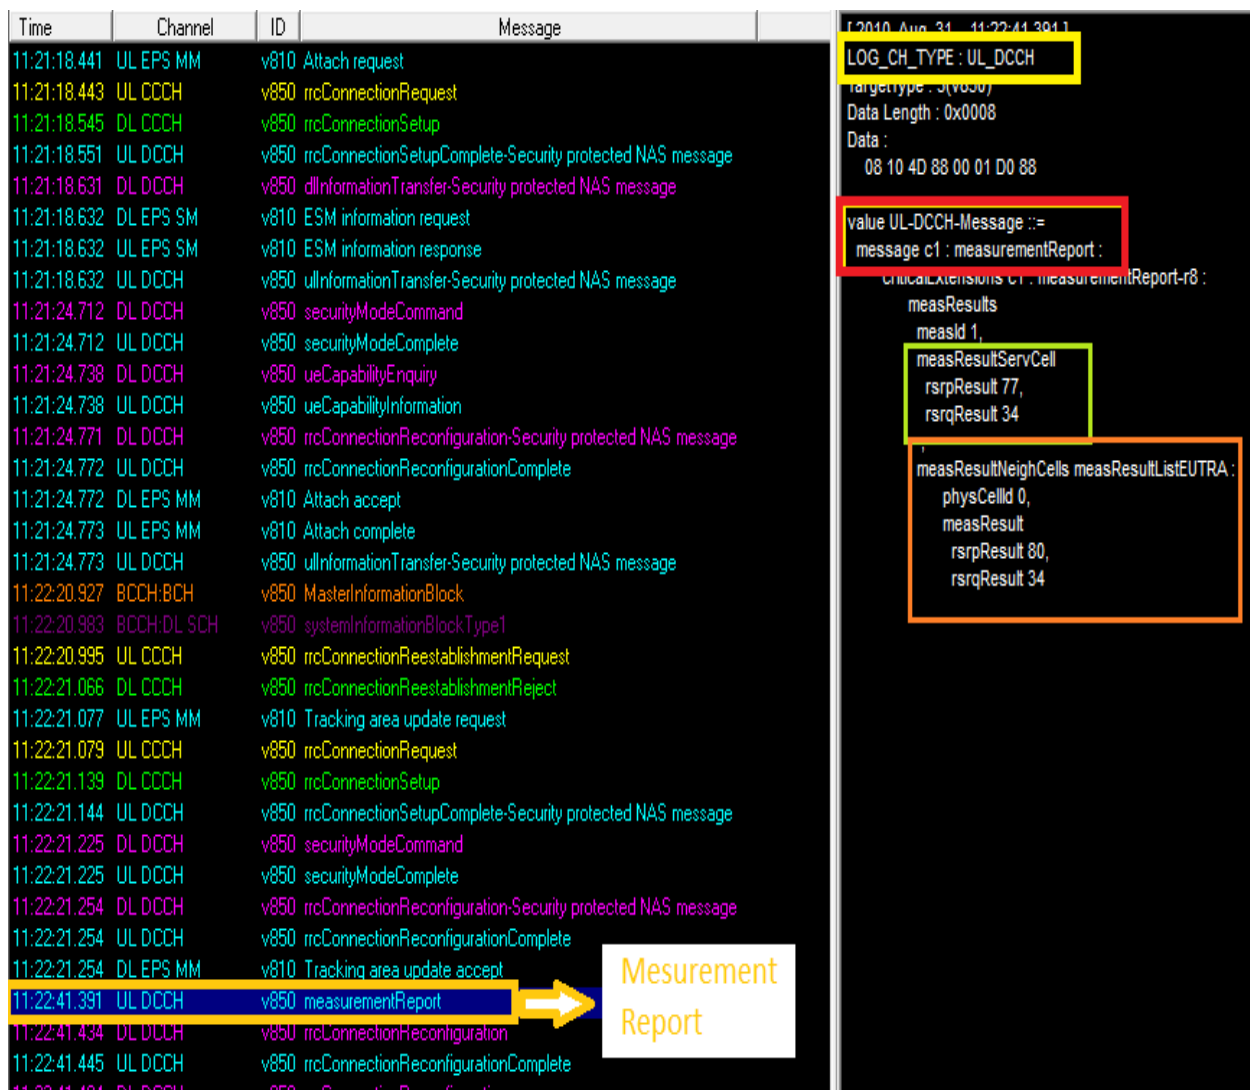 Time Channel ID Message
11:21:18.441 UL EPS MM v810 Attach request
11:21:18.443 UL CCCH v850 rrcConnectionRequest
11:21:18.545 DL CCCH v850 rrcConnectionSetup
11:21:18.551 UL DCCH v850 rrcConnectionSetupComplete-Security protected NAS message
11:21:18.631 DL DCCH v850 dlInformationTransfer-Security protected NAS message
11:21:18.632 DL EPS SM v810 ESM information request
11:21:18.632 UL EPS SM v810 ESM information response
11:21:18.632 UL DCCH v850 ulInformationTransfer-Security protected NAS message
11:21:24.712 DL DCCH v850 securityModeCommand
11:21:24.712 UL DCCH v850 securityModeComplete
11:21:24.738 DL DCCH v850 ueCapabilityEnquiry
11:21:24.738 UL DCCH v850 ueCapabilityInformation
11:21:24.771 DL DCCH v850 rrcConnectionReconfiguration-Security protected NAS message
11:21:24.772 UL DCCH v850 rrcConnectionReconfigurationComplete
11:21:24.772 DL EPS MM v810 Attach accept
11:21:24.773 UL EPS MM v810 Attach complete
11:21:24.773 UL DCCH v850 ulInformationTransfer-Security protected NAS message
11:22:20.927 BCCH:BCH v850 MasterInformationBlock
11:22:20.983 BCCH:DL SCH v850 systemInformationBlockType1
11:22:20.995 UL CCCH v850 rrcConnectionReestablishmentRequest
11:22:21.066 DL CCCH v850 rrcConnectionReestablishmentReject
11:22:21.077 UL EPS MM v810 Tracking area update request
11:22:21.079 UL CCCH v850 rrcConnectionRequest
11:22:21.139 DL CCCH v850 rrcConnectionSetup
11:22:21.144 UL DCCH v850 rrcConnectionSetupComplete-Security protected NAS message
11:22:21.225 DL DCCH v850 securityModeCommand
11:22:21.225 UL DCCH v850 securityModeComplete
11:22:21.254 DL DCCH v850 rrcConnectionReconfiguration-Security protected NAS message
11:22:21.254 UL DCCH v850 rrcConnectionReconfigurationComplete
11:22:21.254 DL EPS MM v810 Tracking area update accept
11:22:41.391 UL DCCH v850 measurementReport
11:22:41.434 DL DCCH v850 rrcConnectionReconfiguration
11:22:41.445 UL DCCH v850 rrcConnectionReconfigurationComplete
Mesurement
Report
[ 2010 Aug 31 11:22:41.391 ]
LOG_CH_TYPE : UL_DCCH
TargetType : 3(v850)
Data Length : 0x0008
Data :
08 10 4D 88 00 01 D0 88
value UL-DCCH-Message ::=
message c1 : measurementReport :
criticalExtensions c1 : measurementReport-r8 :
measResults
measId 1,
measResultServCell
rsrpResult 77,
rsrqResult 34
,
measResultNeighCells measResultListEUTRA :
physCellId 0,
measResult
rsrpResult 80,
rsrqResult 34